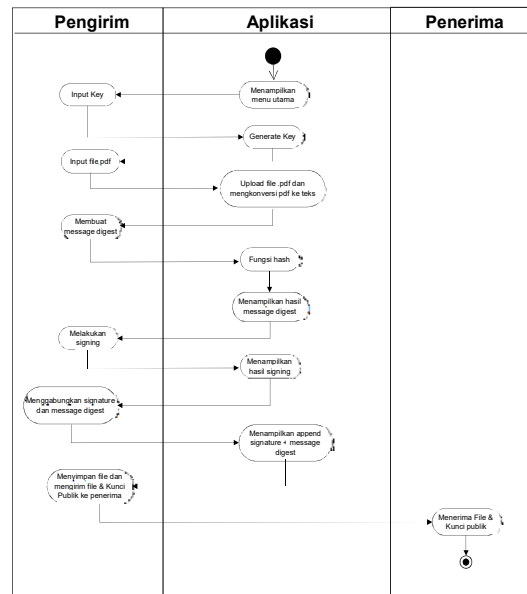 Pengirim
Aplikasi
Penerima
Menampilkan
menu utama
Input Key
Generate Key
Input file.pdf
Upload file .pdf dan
mengkonversi pdf ke teks
Membuat
message digest
Fungsi hash
Menampilkan hasil
message digest
Melakukan
signing
Menampilkan
hasil signing
Menggabungkan signature
dan message digest
Menampilkan append
signature + message
digest
Menyimpan file dan
mengirim file & Kunci
Publik ke penerima
Menerima File &
Kunci publik